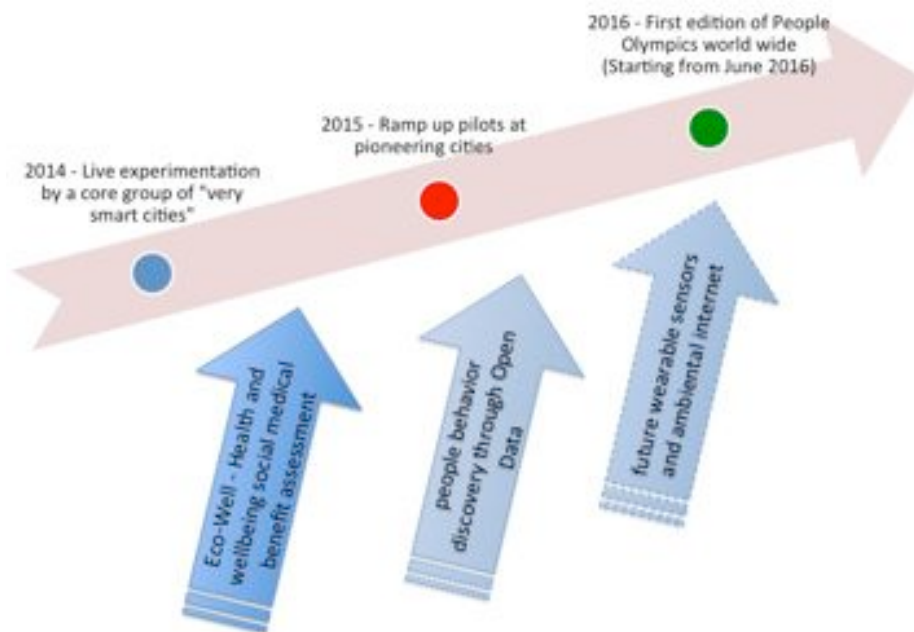 2016 - First edition of People
Olympics world wide
(Starting from June 2016)
2015 - Ramp up pilots at
pioneering cities
2014 - Live experimentation
by a core group of "very
smart cities"
Eco-Well - Health and
wellbeing social medical
benefit assessment
people behavior
discovery through Open
Data
future wearable sensors
and ambiental internet